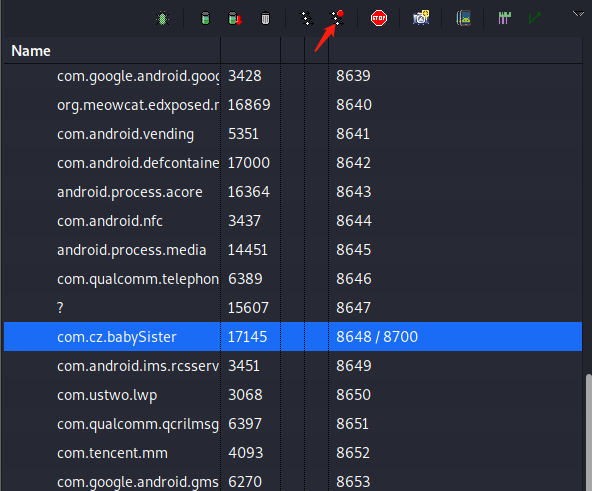 STOP
Name
com.google.android.goog 3428 8639
org.meowcat.edxposed.r 16869 8640
com.android.vending 5351 8641
com.android.defcontaine 17000 8642
android.process.acore 16364 8643
com.android.nfc 3437 8644
android.process.media 14451 8645
com.qualcomm.telephon 6389 8646
? 15607 8647
com.cz.babySister 17145 8648 / 8700
com.android.ims.rcsserv 3451 8649
com.ustwo.lwp 3068 8650
com.qualcomm.qcrilmsg 6397 8651
com.tencent.mm 4093 8652
com.google.android.gms 6270 8653